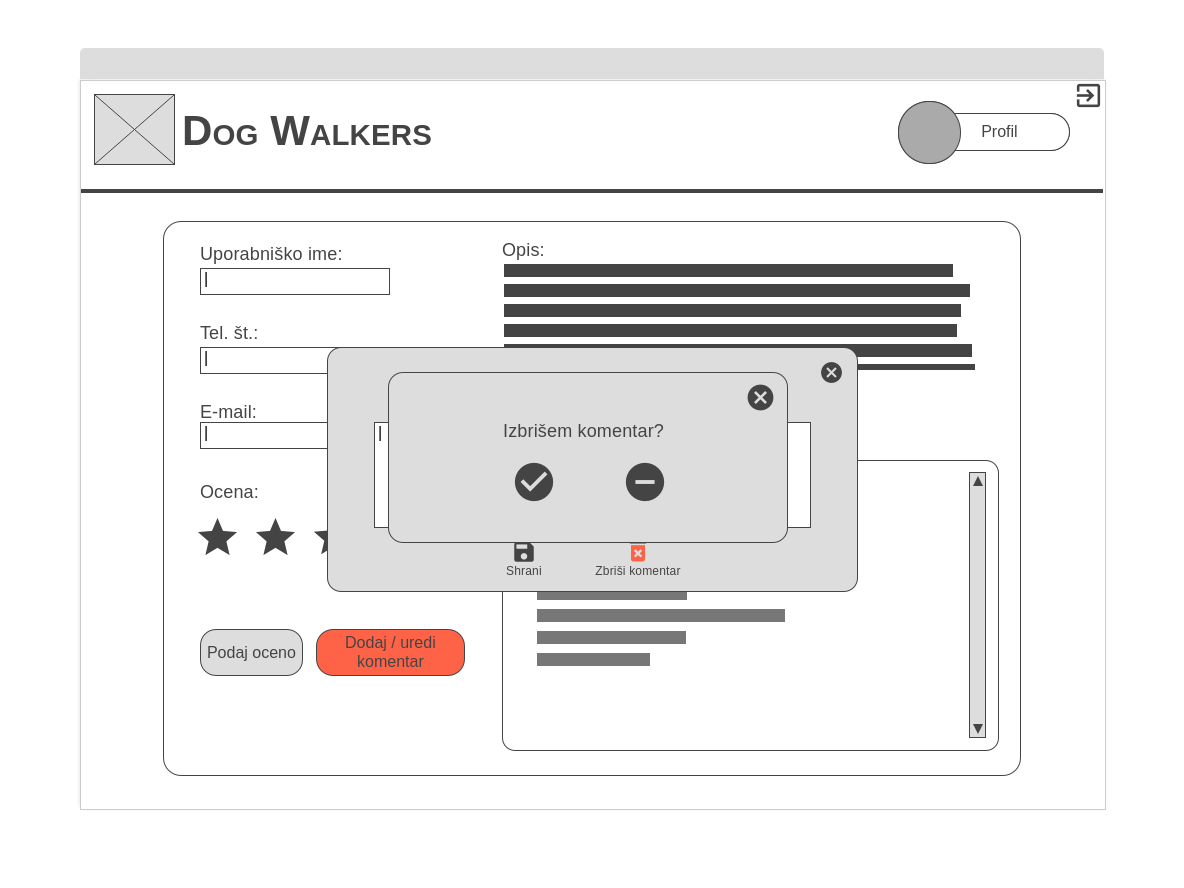 Dog Walkers
Profil
Uporabniško ime:
Opis:
Tel. št.:
E-mail:
Ocena:
Izbrišem komentar?
Shrani
Zbriši komentar
Podaj oceno
Dodaj / uredi
komentar